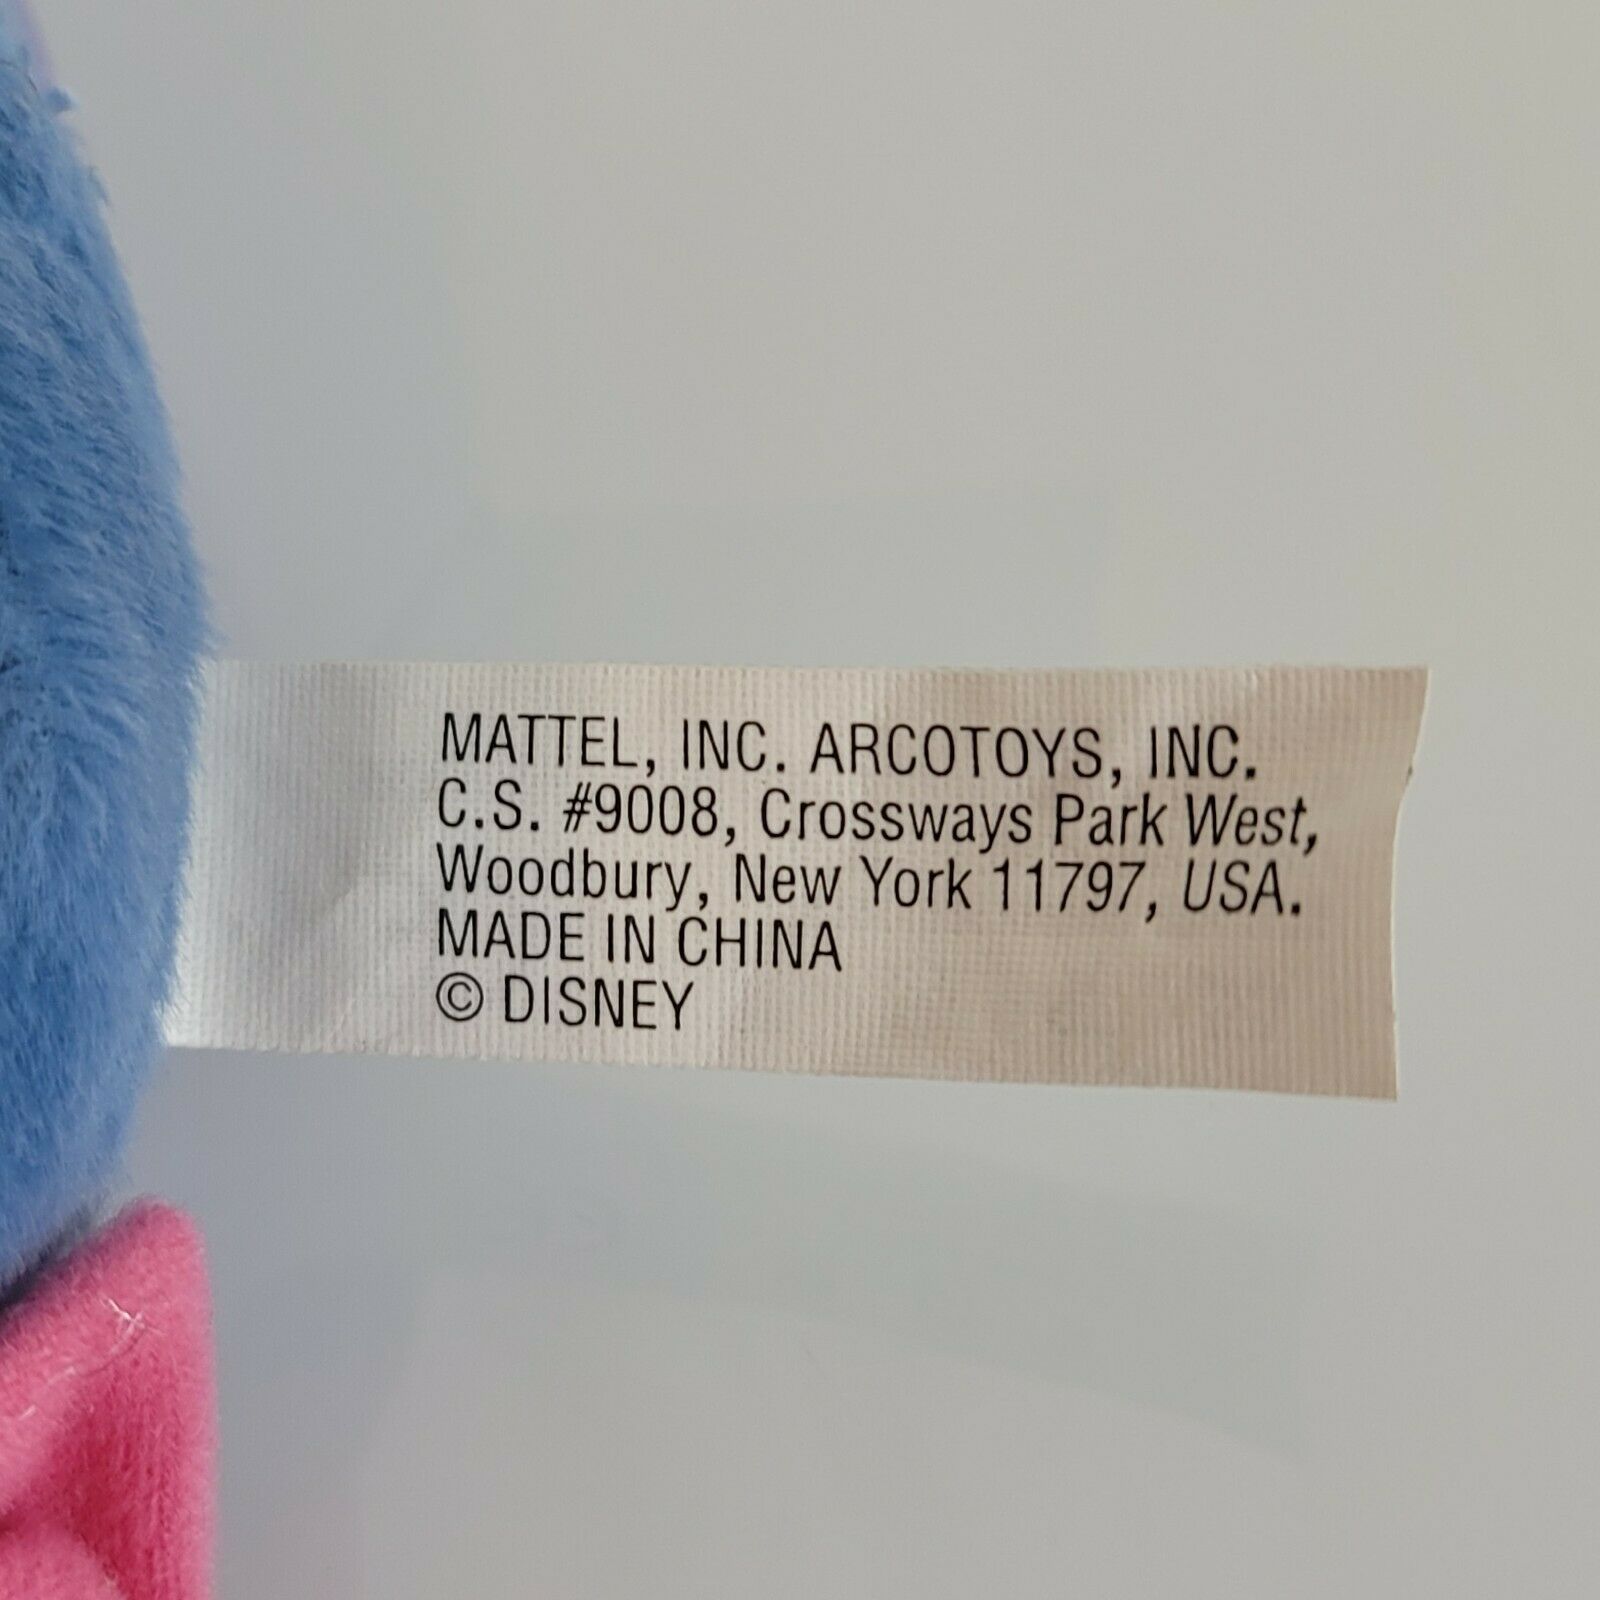 MATTEL, INC. ARCOTOYS, INC.
C.S. #9008, Crossways Park West,
Woodbury, New York 11797, USA.
MADE IN CHINA
© DISNEY